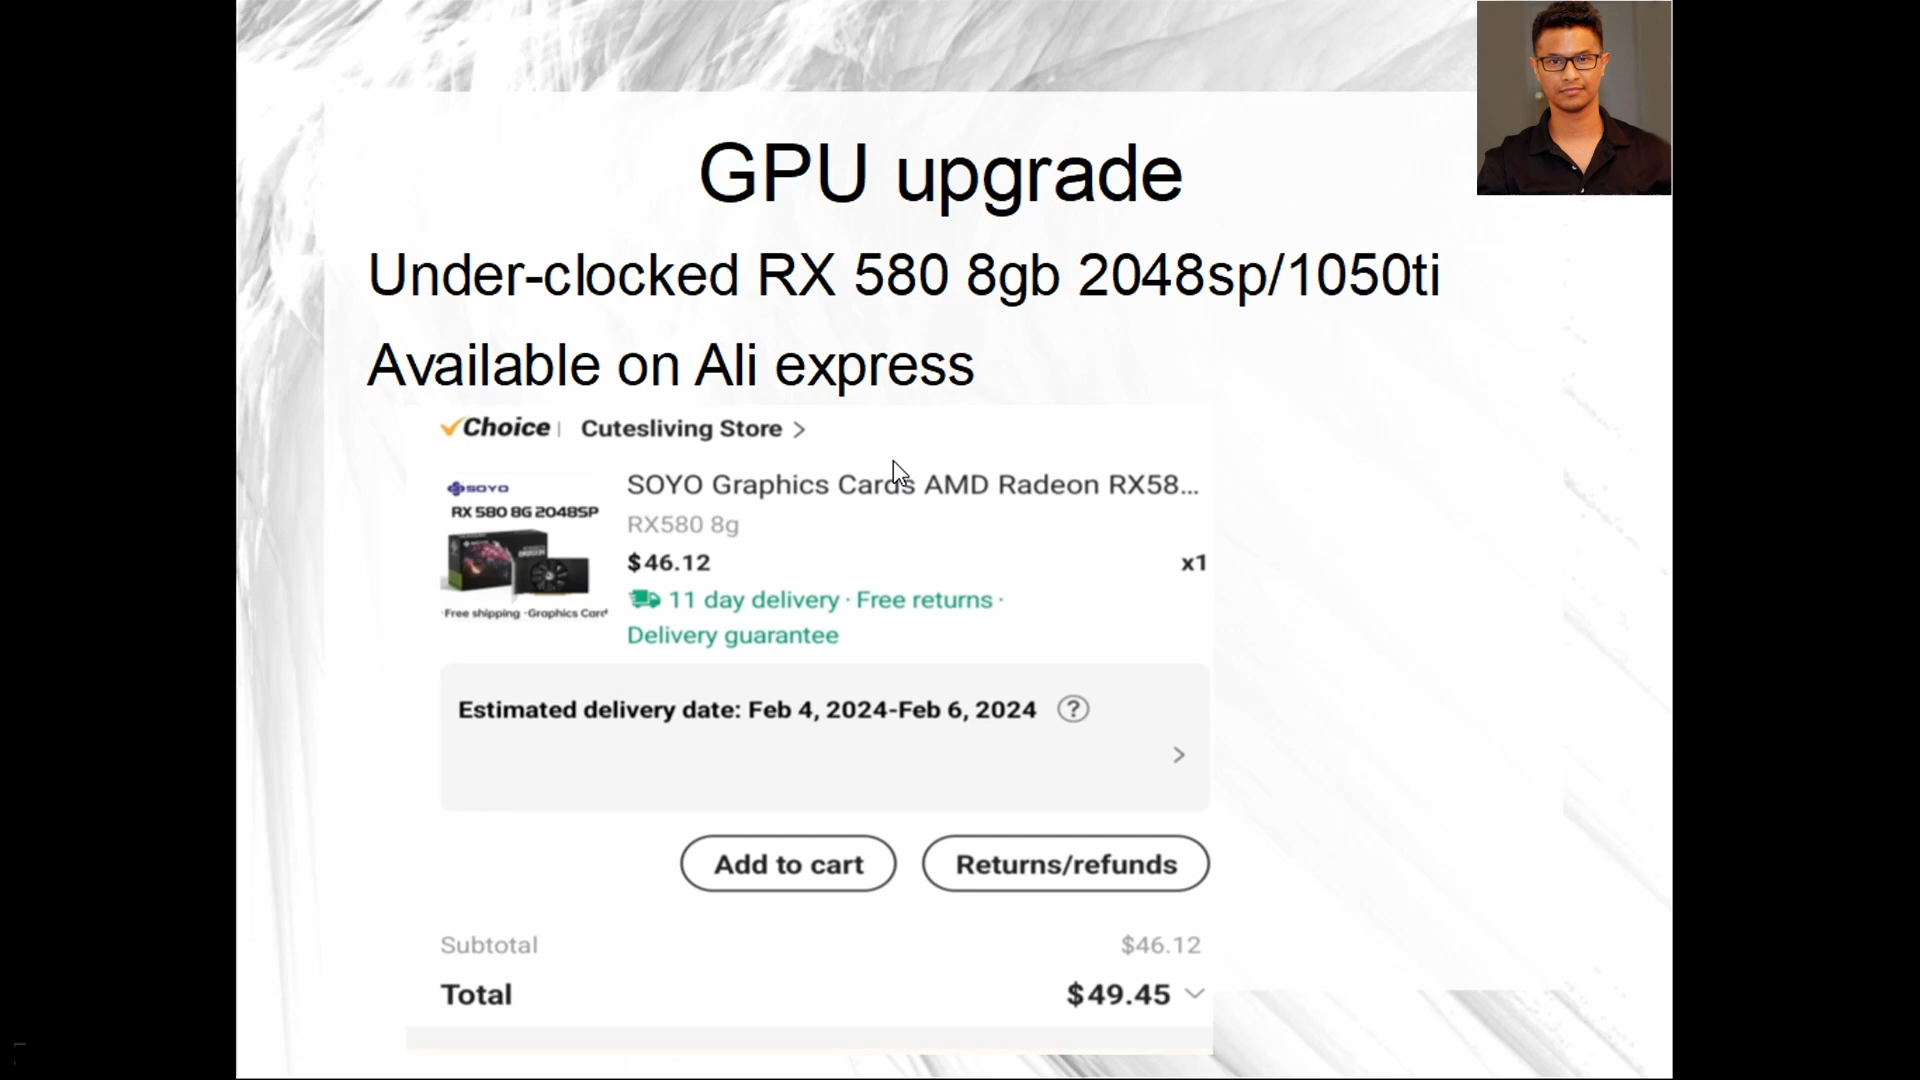 GPU upgrade
Under-clocked RX 580 8gb 2048sp/1050ti
Available on Ali express
Choice | Cutesliving Store >
SOYO Graphics Cards AMD Radeon RX58...
SOYO
RX 580 8G 2048SP
RX580 8g
$46.12 x1
11 day delivery · Free returns ·
·Free shipping ·Graphics Card
Delivery guarantee
Estimated delivery date: Feb 4, 2024-Feb 6, 2024 ?
Add to cart Returns/refunds
Subtotal $46.12
Total $49.45